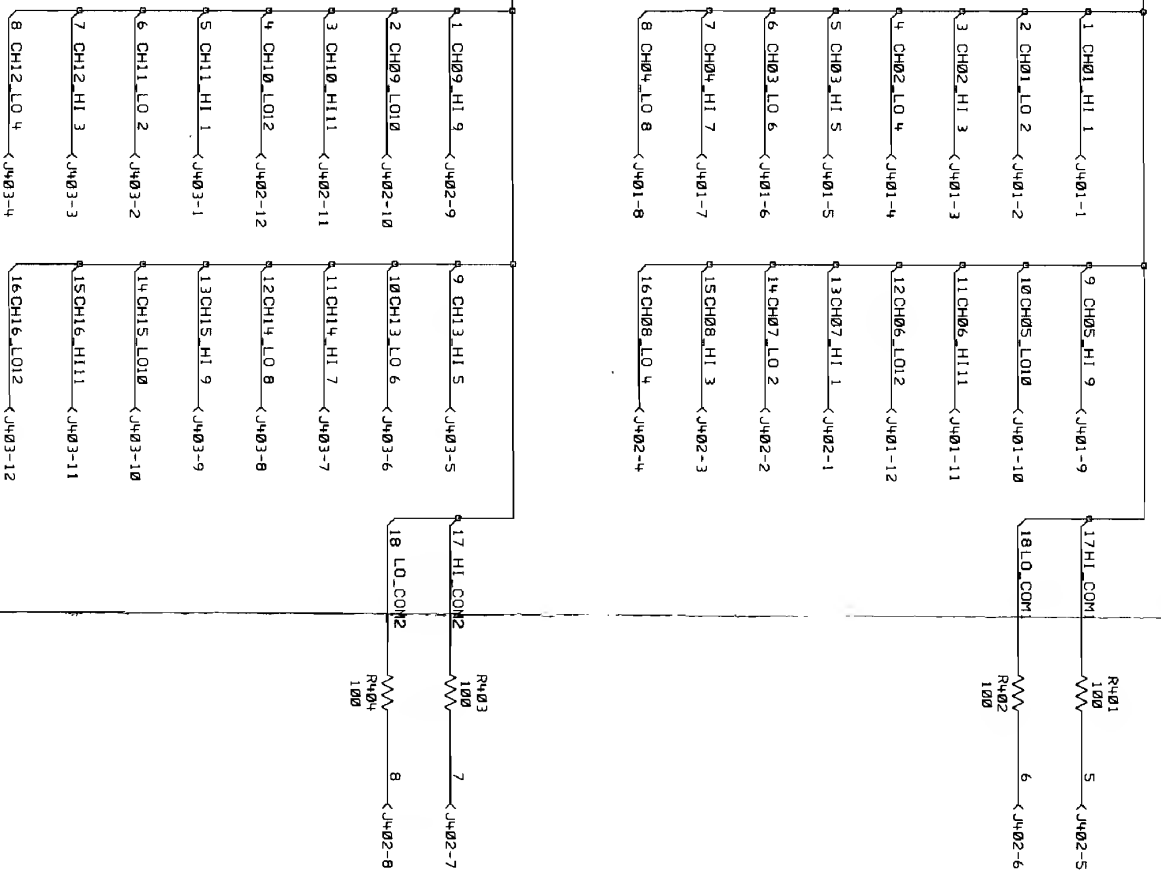 1 CH01_HI 1
J401-1
2 CH01_LO 2
J401-2
3 CH02_HI 3
J401-3
4 CH02_LO 4
J401-4
5 CH03_HI 5
J401-5
6 CH03_LO 6
J401-6
7 CH04_HI 7
J401-7
8 CH04_LO 8
J401-8
9 CH05_HI 9
J401-9
10 CH05_LO10
J401-10
11 CH06_HI11
J401-11
12 CH06_LO12
J401-12
13 CH07_HI 1
J402-1
14 CH07_LO 2
J402-2
15 CH08_HI 3
J402-3
16 CH08_LO 4
J402-4
17 HI_COM1
R401
100
5
J402-5
18 LO_COM1
R402
100
6
J402-6
1 CH09_HI 9
J402-9
2 CH09_LO10
J402-10
3 CH10_HI11
J402-11
4 CH10_LO12
J402-12
5 CH11_HI 1
J403-1
6 CH11_LO 2
J403-2
7 CH12_HI 3
J403-3
8 CH12_LO 4
J403-4
9 CH13_HI 5
J403-5
10 CH13_LO 6
J403-6
11 CH14_HI 7
J403-7
12 CH14_LO 8
J403-8
13 CH15_HI 9
J403-9
14 CH15_LO10
J403-10
15 CH16_HI11
J403-11
16 CH16_LO12
J403-12
17 HI_COM2
R403
100
7
J402-7
18 LO_COM2
R404
100
8
J402-8